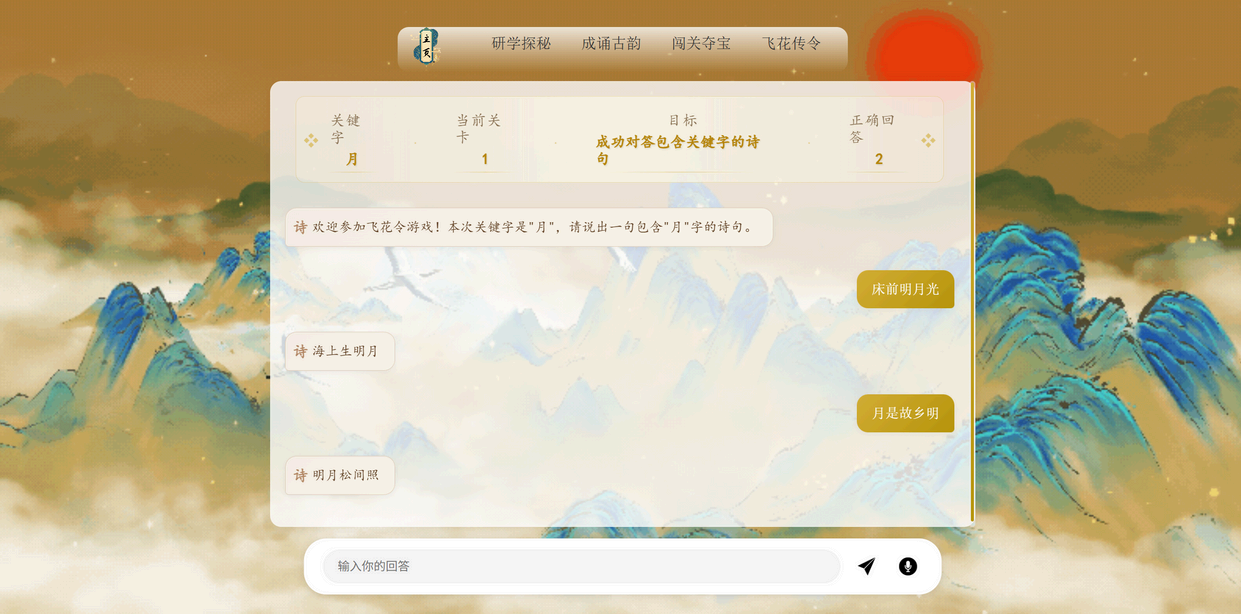 主页
研学探秘 成诵古韵 闯关夺宝 飞花传令
关键
字
月
当前关
卡
1
目标
成功对答包含关键字的诗
句
正确回
答
2
诗 欢迎参加飞花令游戏！本次关键字是"月"，请说出一句包含"月"字的诗句。
床前明月光
诗 海上生明月
月是故乡明
诗 明月松间照
输入你的回答